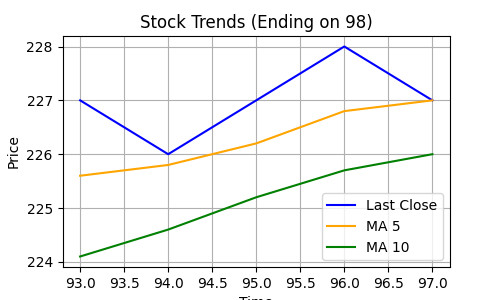 Stock Trends (Ending on 98)
Price
228
227
226
225
224
Last Close
MA 5
MA 10
93.0 93.5 94.0 94.5 95.0 95.5 96.0 96.5 97.0
Time